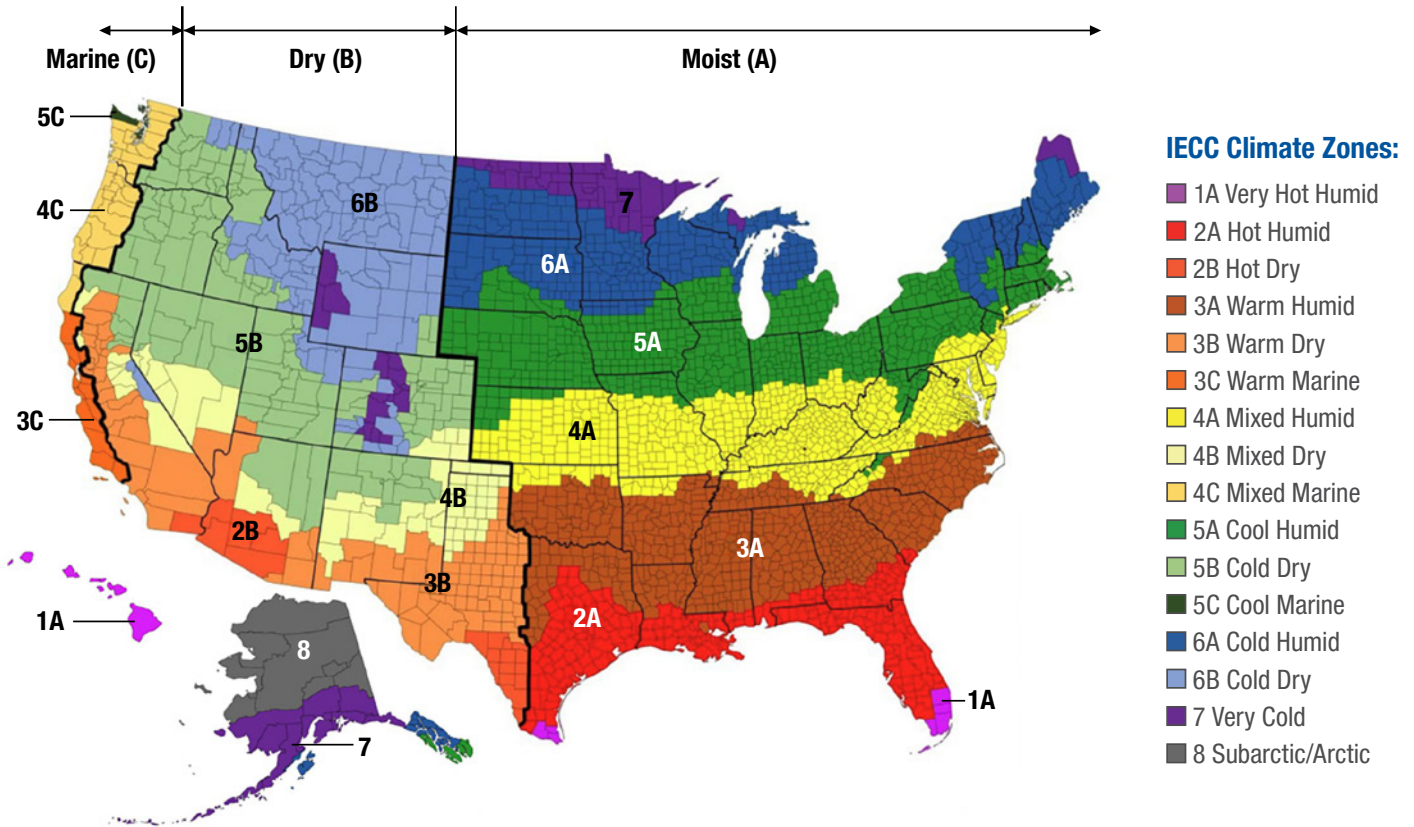 Marine (C)
Dry (B)
Moist (A)
5C
4C
3C
1A
6B
5B
2B
4B
3B
7
6A
5A
4A
3A
2A
1A
8
7
IECC Climate Zones:
1A Very Hot Humid
2A Hot Humid
2B Hot Dry
3A Warm Humid
3B Warm Dry
3C Warm Marine
4A Mixed Humid
4B Mixed Dry
4C Mixed Marine
5A Cool Humid
5B Cold Dry
5C Cool Marine
6A Cold Humid
6B Cold Dry
7 Very Cold
8 Subarctic/Arctic